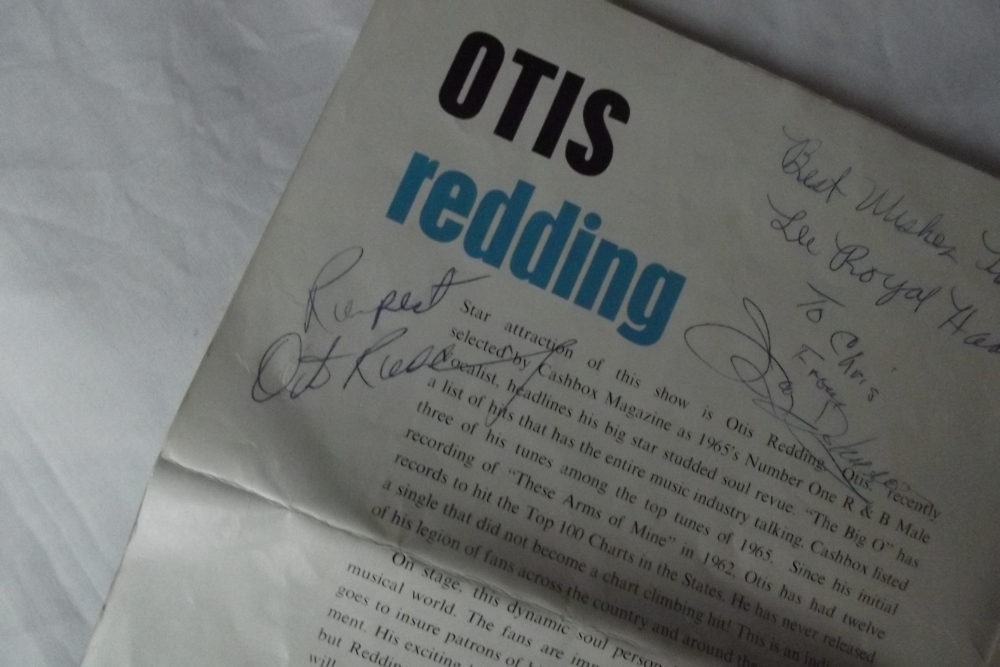 OTIS
redding
Best Wishes
Lee Royal
To Chris
From
Respect
Otis Redding
Star attraction of this show is Otis Redding. Otis, recently
selected by Cashbox Magazine as 1965's Number One R & B Male
Vocalist, headlines his big star studded soul revue. "The Big O" has
a list of hits that has the entire music industry talking. Cashbox listed
three of his tunes among the top tunes of 1965. Since his initial
recording of "These Arms of Mine" in 1962, Otis has had twelve
records to hit the Top 100 Charts in the States. He has never released
a single that did not become a chart climbing hit! This is an
of his legion of fans across the country and around the
On stage, this dynamic soul
musical world. The fans are
goes to insure patrons of
ment. His exciting
but
will